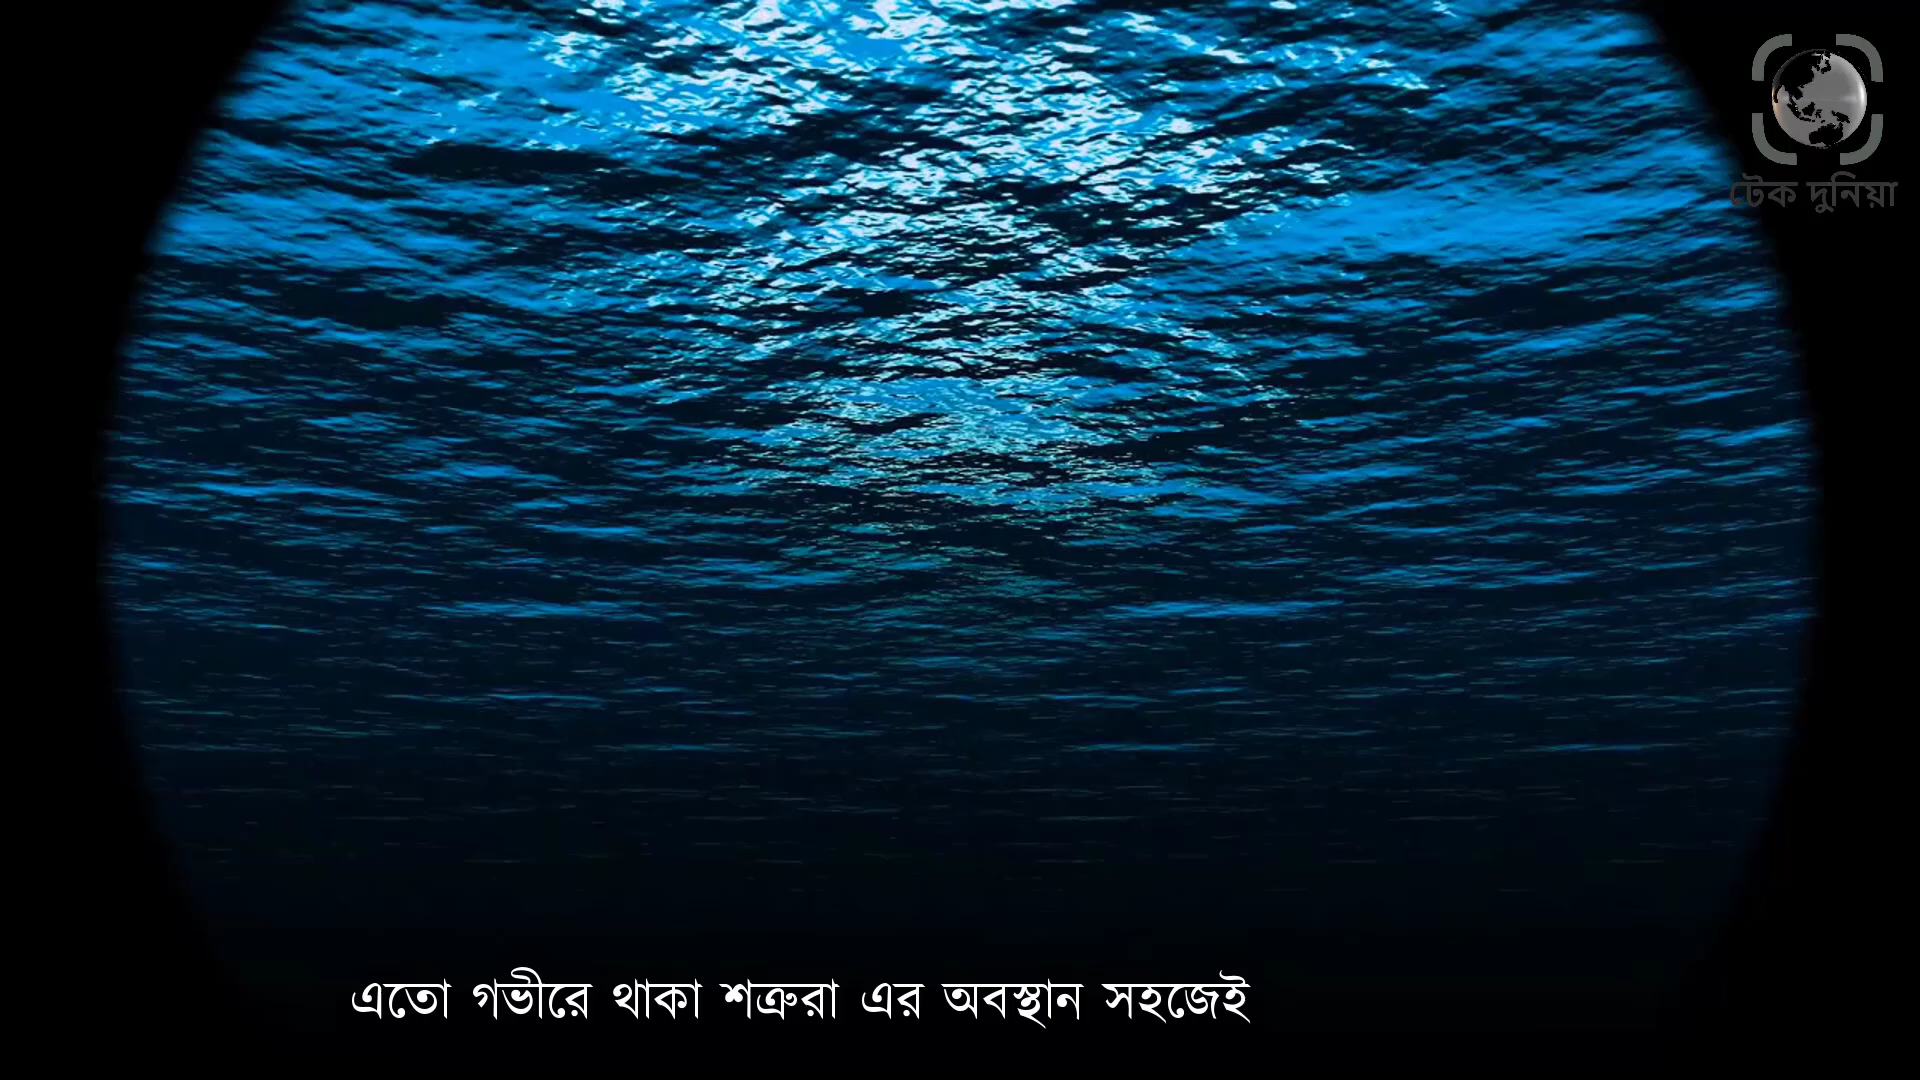 টেক দুনিয়া
এতো গভীরে থাকা শত্রুরা এর অবস্থান সহজেই